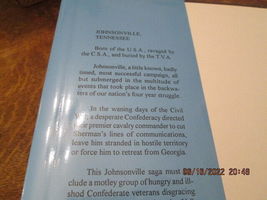 JOHNSONVILLE,
TENNESSEE
Born of the U.S.A., ravaged by
the C.S.A., and buried by the T.V.A.
Johnsonville, a little known, badly
timed, most successful campaign, all
but submerged in the multitude of
events that took place in the backwa-
ters of our nation's four year struggle.
In the waning days of the Civil
War, a desperate Confederacy directed
premier cavalry commander to cut
Sherman's lines of communications,
leave him stranded in hostile territory
or force him to retreat from Georgia.
This Johnsonville saga must
include a motley group of hungry and ill-
shod Confederate veterans disgracing
09/19/2022 20:48